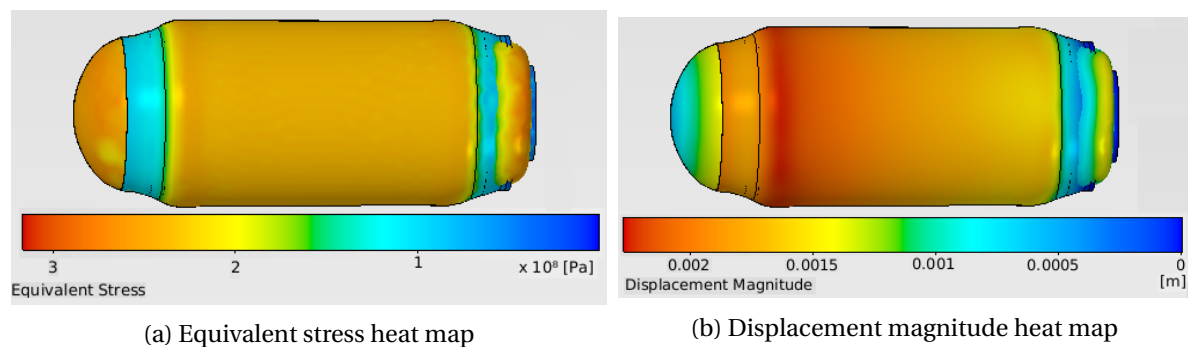 3 2 1 x 10⁸ [Pa]
Equivalent Stress
0.002 0.0015 0.001 0.0005 0
[m]
Displacement Magnitude
(a) Equivalent stress heat map
(b) Displacement magnitude heat map